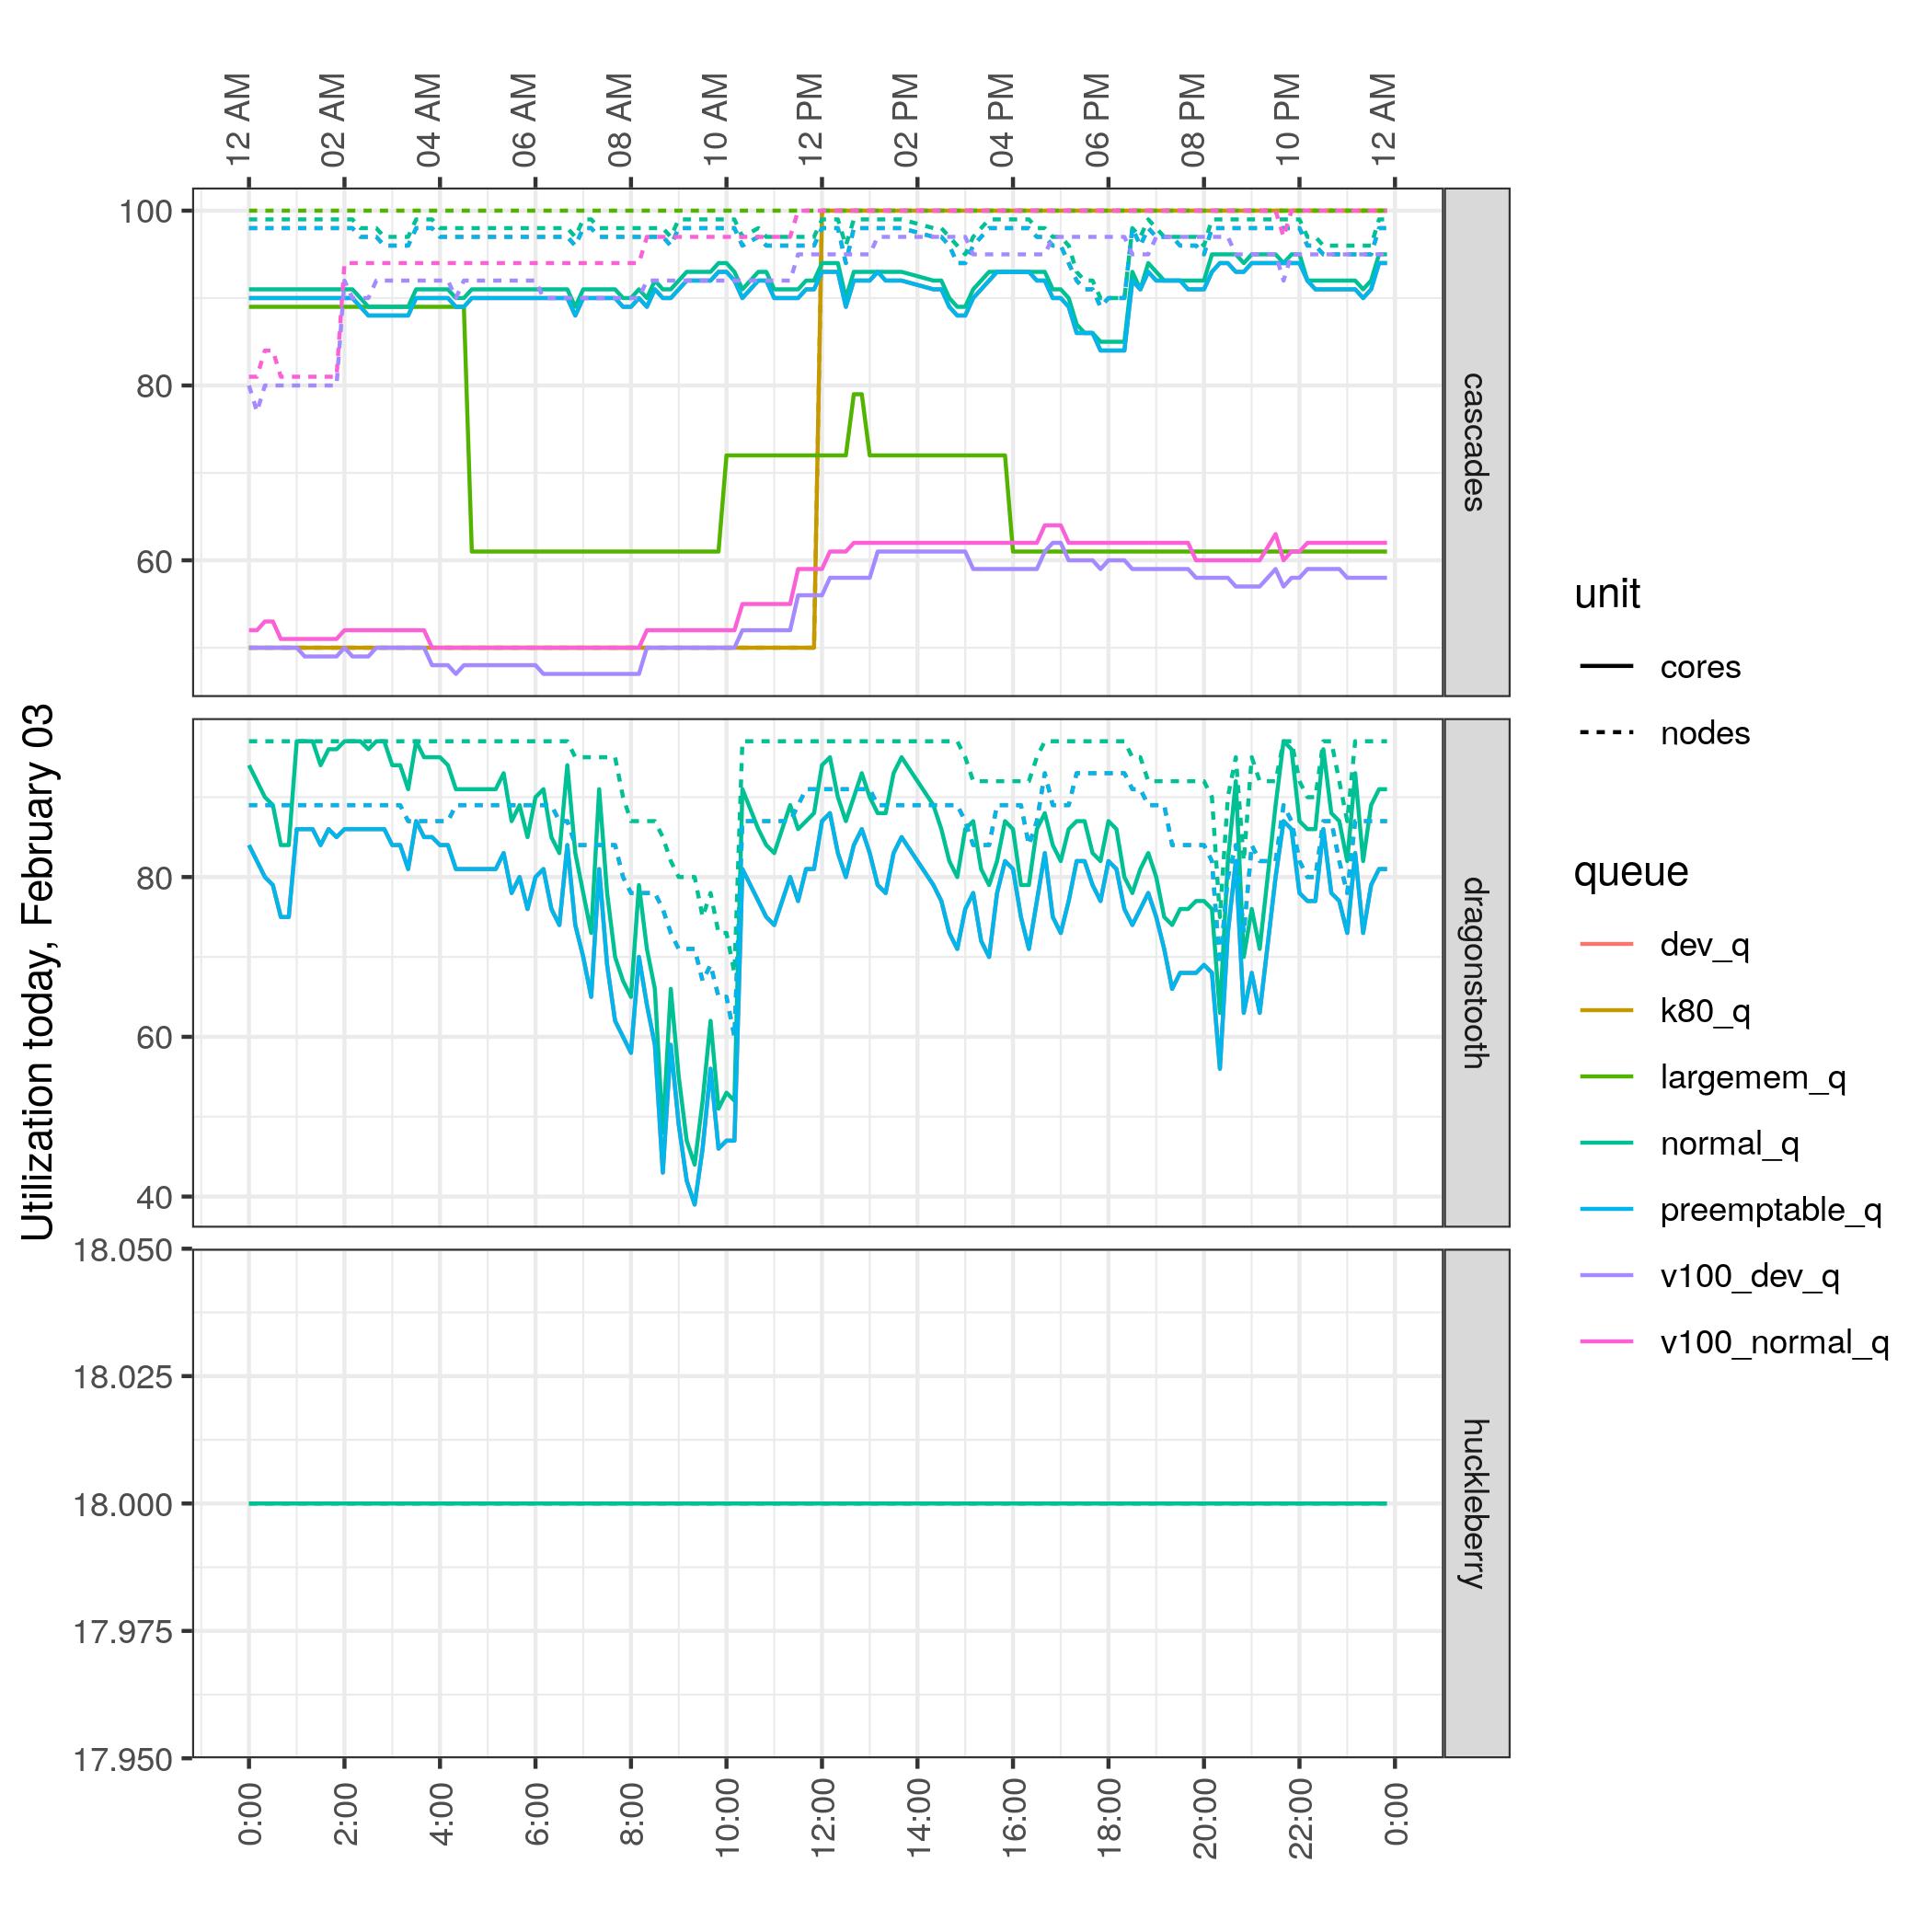 12 AM
02 AM
04 AM
06 AM
08 AM
10 AM
12 PM
02 PM
04 PM
06 PM
08 PM
10 PM
12 AM
Utilization today, February 03
100
80
60
cascades
80
60
40
dragonstooth
18.050
18.025
18.000
17.975
17.950
huckleberry
0:00
2:00
4:00
6:00
8:00
10:00
12:00
14:00
16:00
18:00
20:00
22:00
0:00
unit
cores
nodes
queue
dev_q
k80_q
largemem_q
normal_q
preemptable_q
v100_dev_q
v100_normal_q